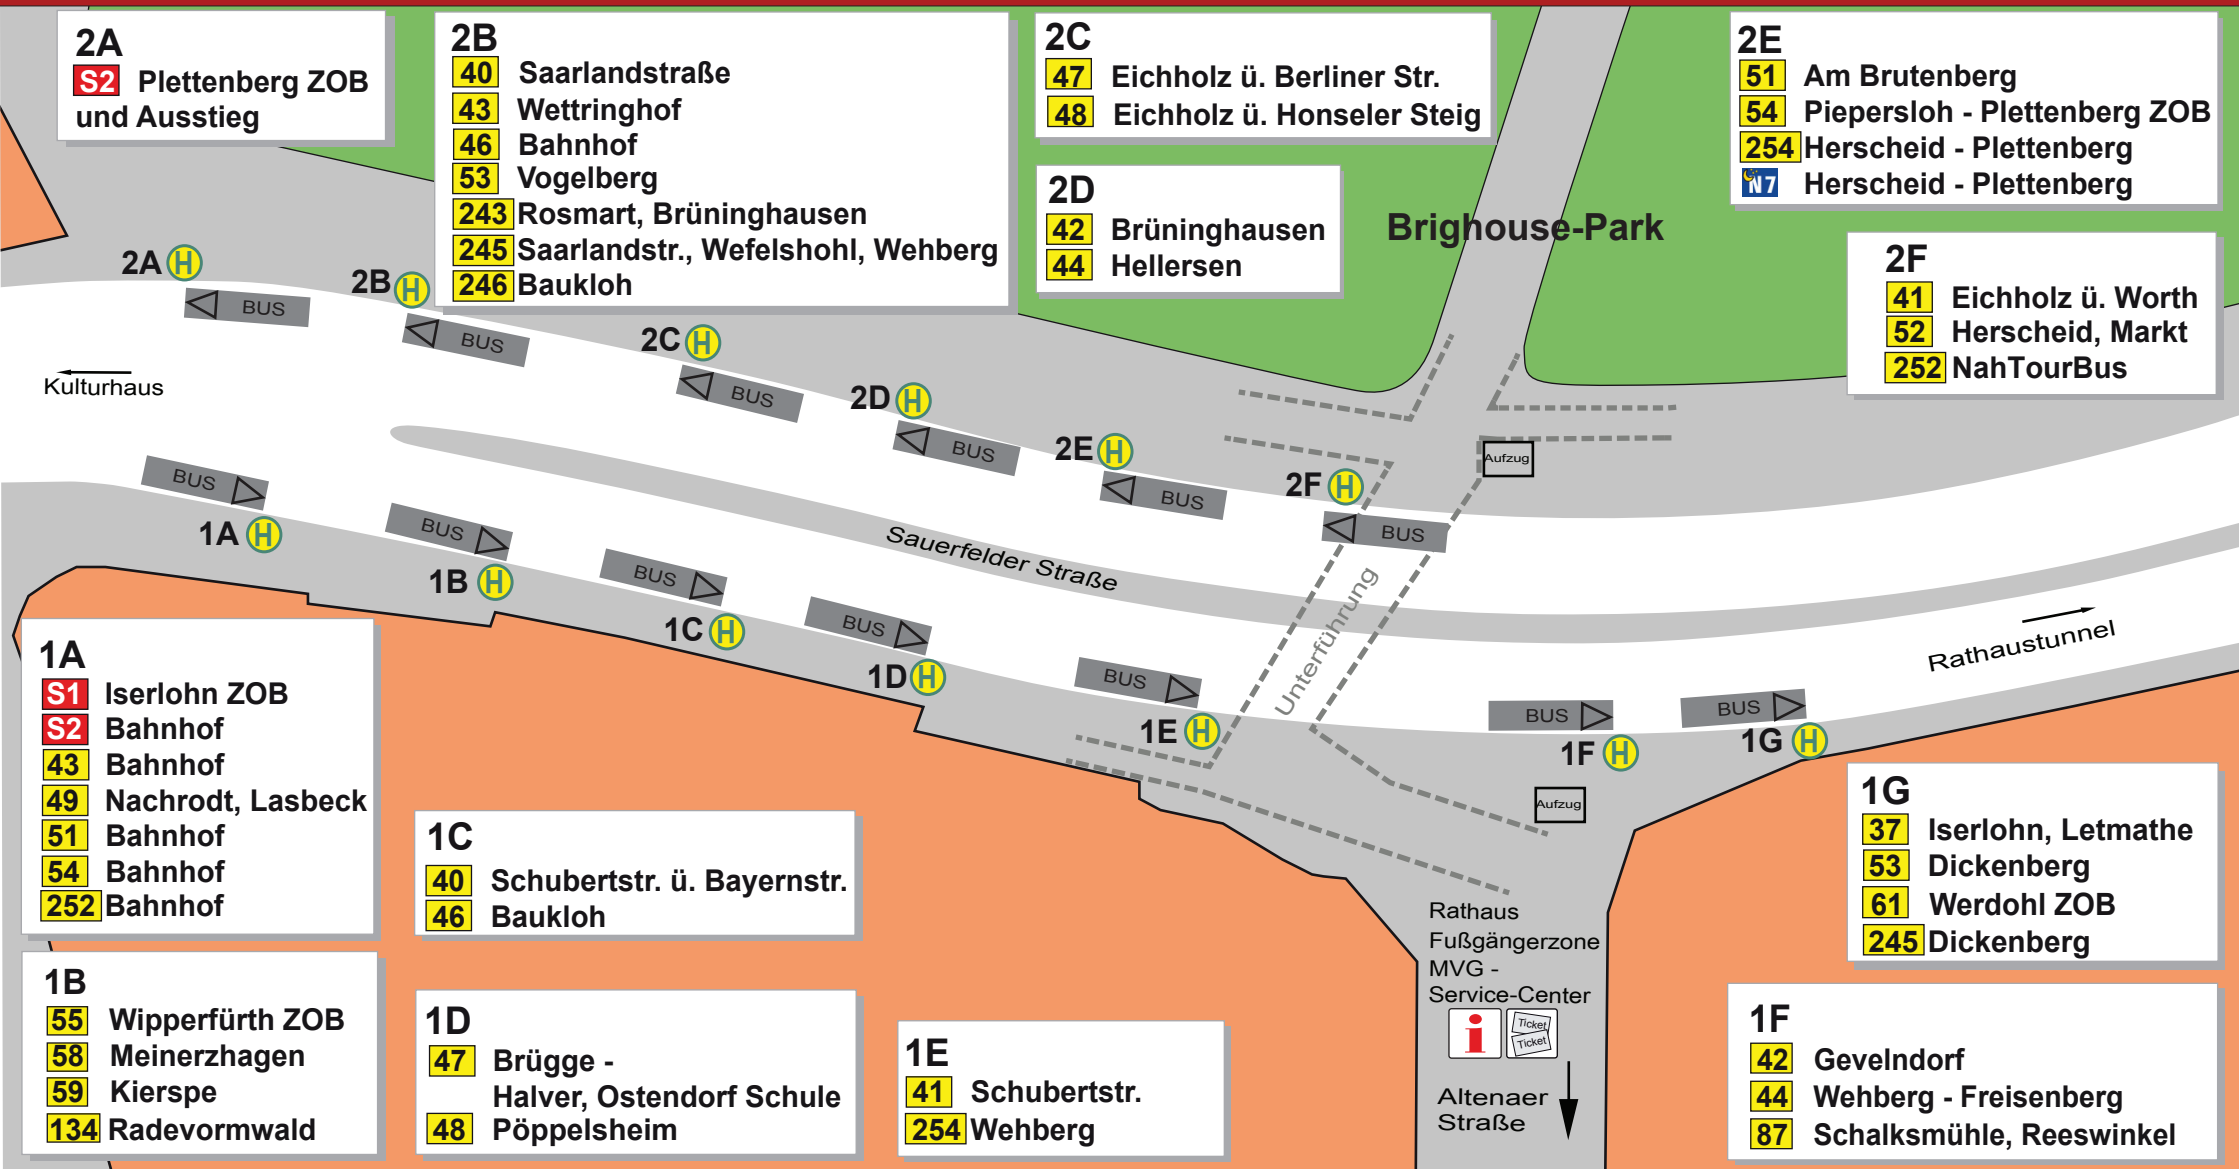 2A
S2 Plettenberg ZOB
und Ausstieg
2B
40 Saarlandstraße
43 Wettringhof
46 Bahnhof
53 Vogelberg
243 Rosmart, Brüninghausen
245 Saarlandstr., Wefelshohl, Wehberg
246 Baukloh
2C
47 Eichholz ü. Berliner Str.
48 Eichholz ü. Honseler Steig
2D
42 Brüninghausen
44 Hellersen
Brighouse-Park
2E
51 Am Brutenberg
54 Piepersloh - Plettenberg ZOB
254 Herscheid - Plettenberg
N7 Herscheid - Plettenberg
2F
41 Eichholz ü. Worth
52 Herscheid, Markt
252 NahTourBus
2A H
BUS
2B H
BUS
2C H
BUS
2D H
BUS
2E H
BUS
2F H
BUS
Aufzug
Kulturhaus
Sauerfelder Straße
Unterführung
Rathaustunnel
BUS
1A H
BUS
1B H
BUS
1C H
BUS
1D H
BUS
1E H
BUS
1F H
BUS
1G H
Aufzug
1A
S1 Iserlohn ZOB
S2 Bahnhof
43 Bahnhof
49 Nachrodt, Lasbeck
51 Bahnhof
54 Bahnhof
252 Bahnhof
1B
55 Wipperfürth ZOB
58 Meinerzhagen
59 Kierspe
134 Radevormwald
1C
40 Schubertstr. ü. Bayernstr.
46 Baukloh
1D
47 Brügge -
Halver, Ostendorf Schule
48 Pöppelsheim
1E
41 Schubertstr.
254 Wehberg
Rathaus
Fußgängerzone
MVG -
Service-Center
i
Ticket
Ticket
Altenaer
Straße
1G
37 Iserlohn, Letmathe
53 Dickenberg
61 Werdohl ZOB
245 Dickenberg
1F
42 Gevelndorf
44 Wehberg - Freisenberg
87 Schalksmühle, Reeswinkel